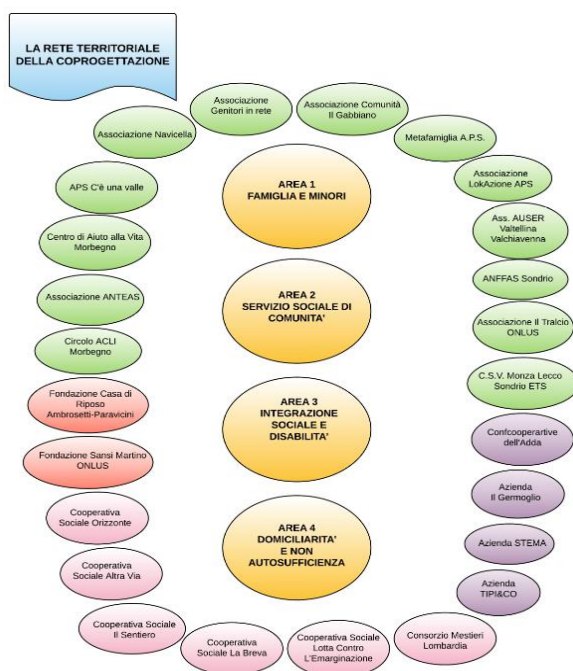 LA RETE TERRITORIALE
DELLA COPROGETTAZIONE
Associazione
Genitori in rete
Associazione Comunità
Il Gabbiano
Associazione Navicella
Metafamiglia A.P.S.
Associazione
LokAzione APS
APS C'è una valle
Ass. AUSER
Valtellina
Valchiavenna
Centro di Aiuto alla Vita
Morbegno
ANFFAS Sondrio
Associazione ANTEAS
Associazione Il Tralcio
ONLUS
Circolo ACLI
Morbegno
C.S.V. Monza Lecco
Sondrio ETS
Fondazione Casa di
Riposo
Ambrosetti-Paravicini
Confcooperartive
dell'Adda
Fondazione Sansi Martino
ONLUS
Azienda
Il Germoglio
Cooperativa
Sociale Orizzonte
Azienda STEMA
Cooperativa
Sociale Altra Via
Azienda
TIPI&CO
Cooperativa Sociale
Il Sentiero
Cooperativa
Sociale La Breva
Cooperativa Sociale
Lotta Contro
L'Emarginazione
Consorzio Mestieri
Lombardia
AREA 1
FAMIGLIA E MINORI
AREA 2
SERVIZIO SOCIALE DI
COMUNITA'
AREA 3
INTEGRAZIONE
SOCIALE E
DISABILITA'
AREA 4
DOMICILIARITA'
E NON
AUTOSUFFICIENZA